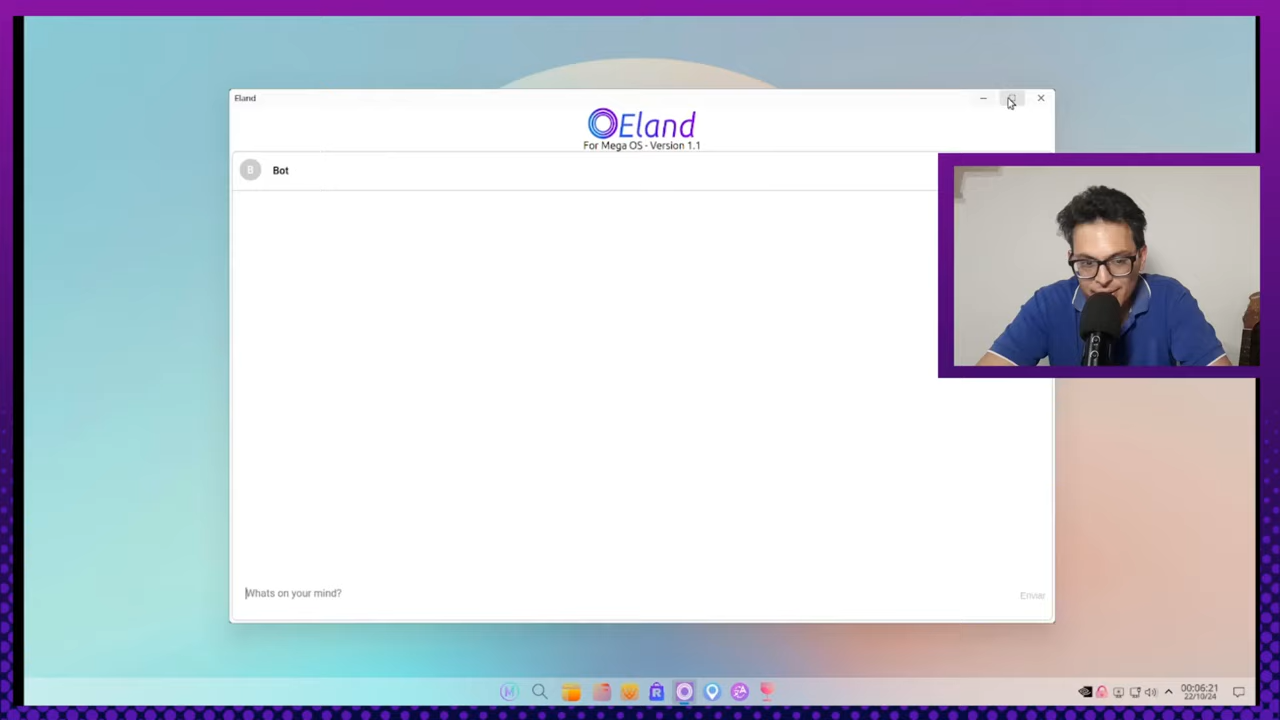 Eland
Eland
For Mega OS - Version 1.1
B
Bot
Whats on your mind?
Enviar
M
R
00:06:21
22/10/24